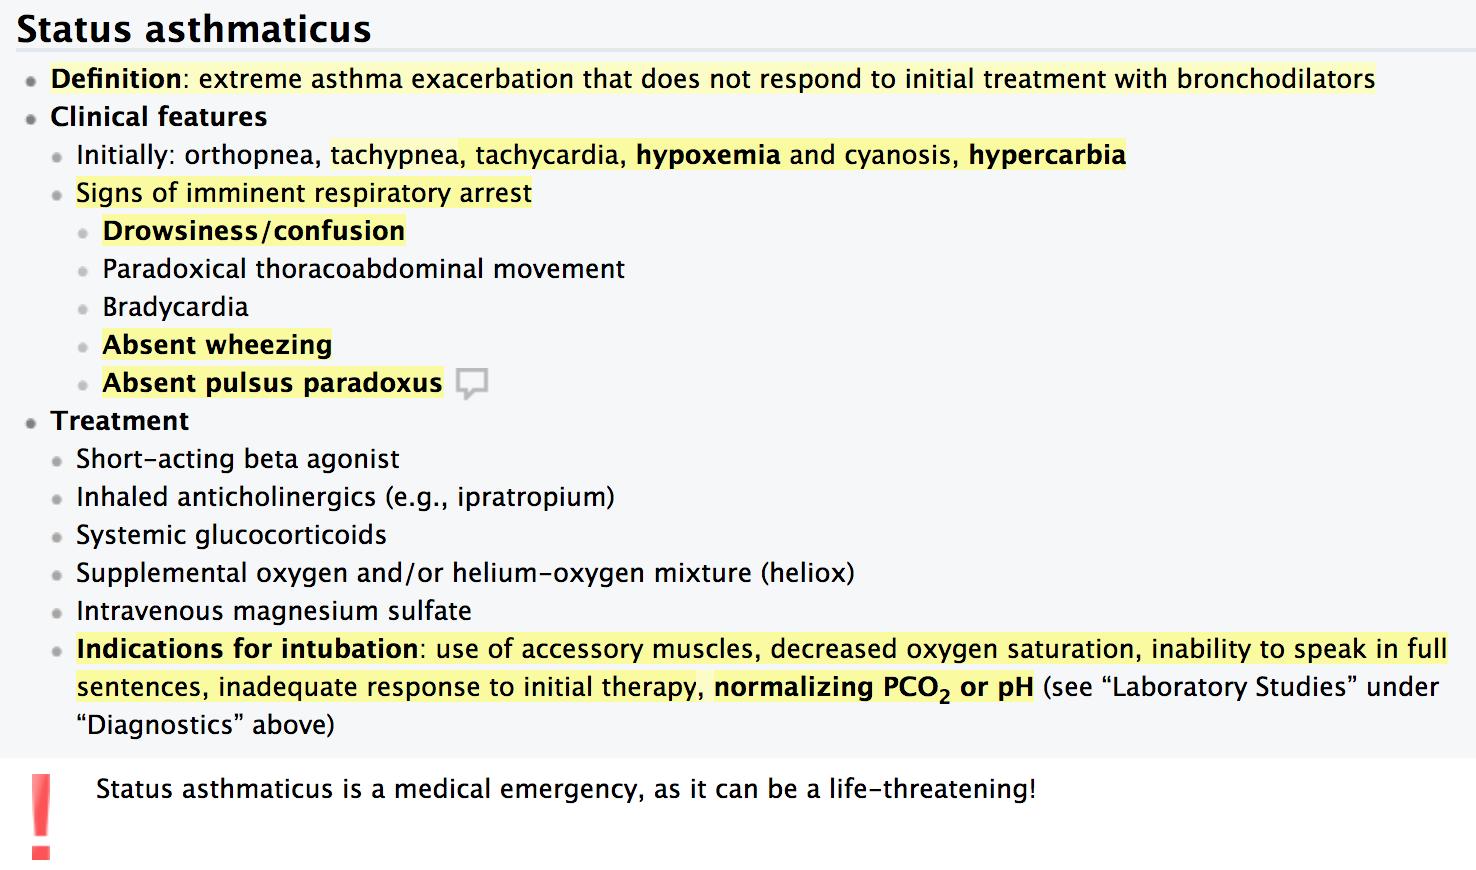 Status asthmaticus
Definition: extreme asthma exacerbation that does not respond to initial treatment with bronchodilators
Clinical features
Initially: orthopnea, tachypnea, tachycardia, hypoxemia and cyanosis, hypercarbia
Signs of imminent respiratory arrest
Drowsiness/confusion
Paradoxical thoracoabdominal movement
Bradycardia
Absent wheezing
Absent pulsus paradoxus
Treatment
Short-acting beta agonist
Inhaled anticholinergics (e.g., ipratropium)
Systemic glucocorticoids
Supplemental oxygen and/or helium-oxygen mixture (heliox)
Intravenous magnesium sulfate
Indications for intubation: use of accessory muscles, decreased oxygen saturation, inability to speak in full
sentences, inadequate response to initial therapy, normalizing PCO₂ or pH (see “Laboratory Studies” under
“Diagnostics” above)
Status asthmaticus is a medical emergency, as it can be a life-threatening!